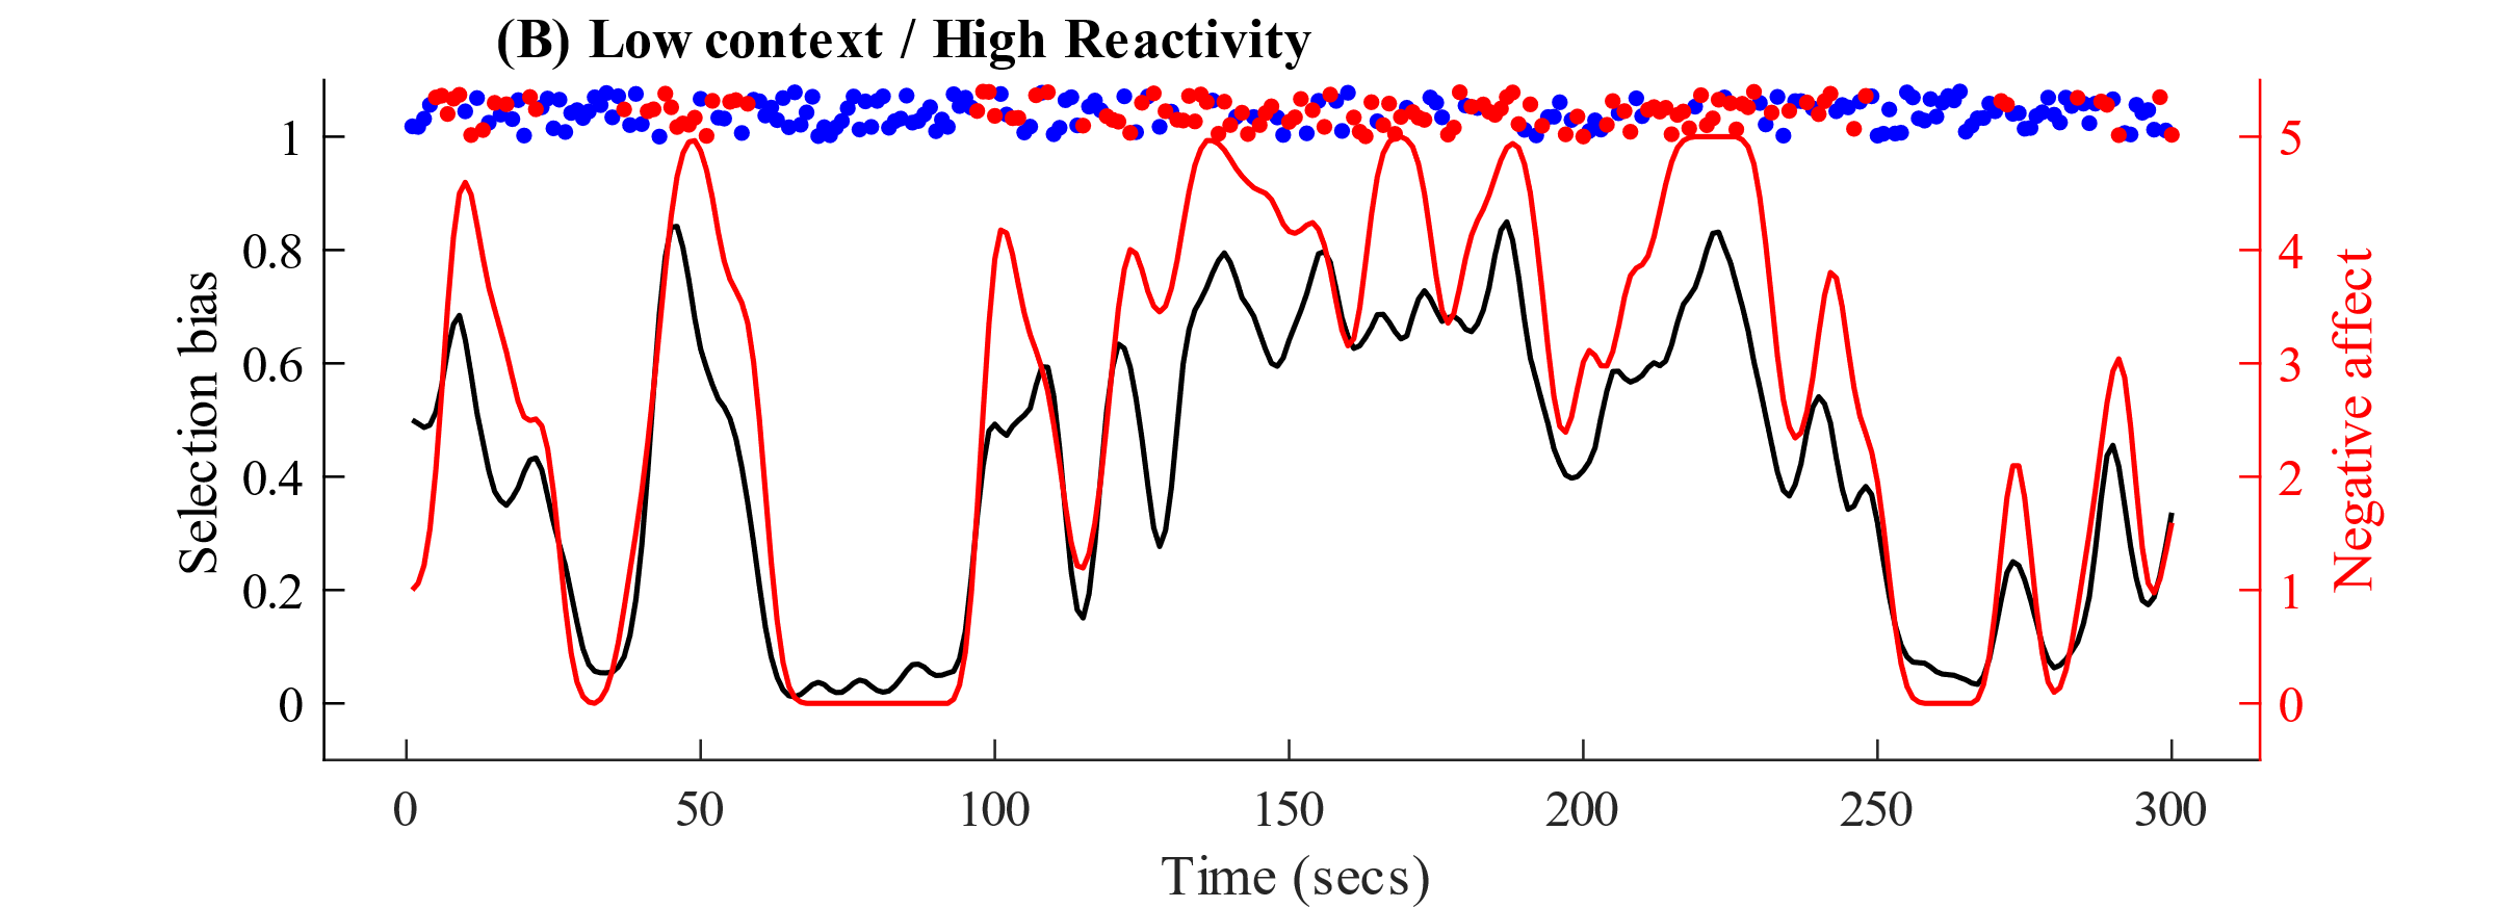 (B) Low context / High Reactivity
Selection bias
1
0.8
0.6
0.4
0.2
0
5
4
3
2
1
0
Negative affect
0 50 100 150 200 250 300
Time (secs)